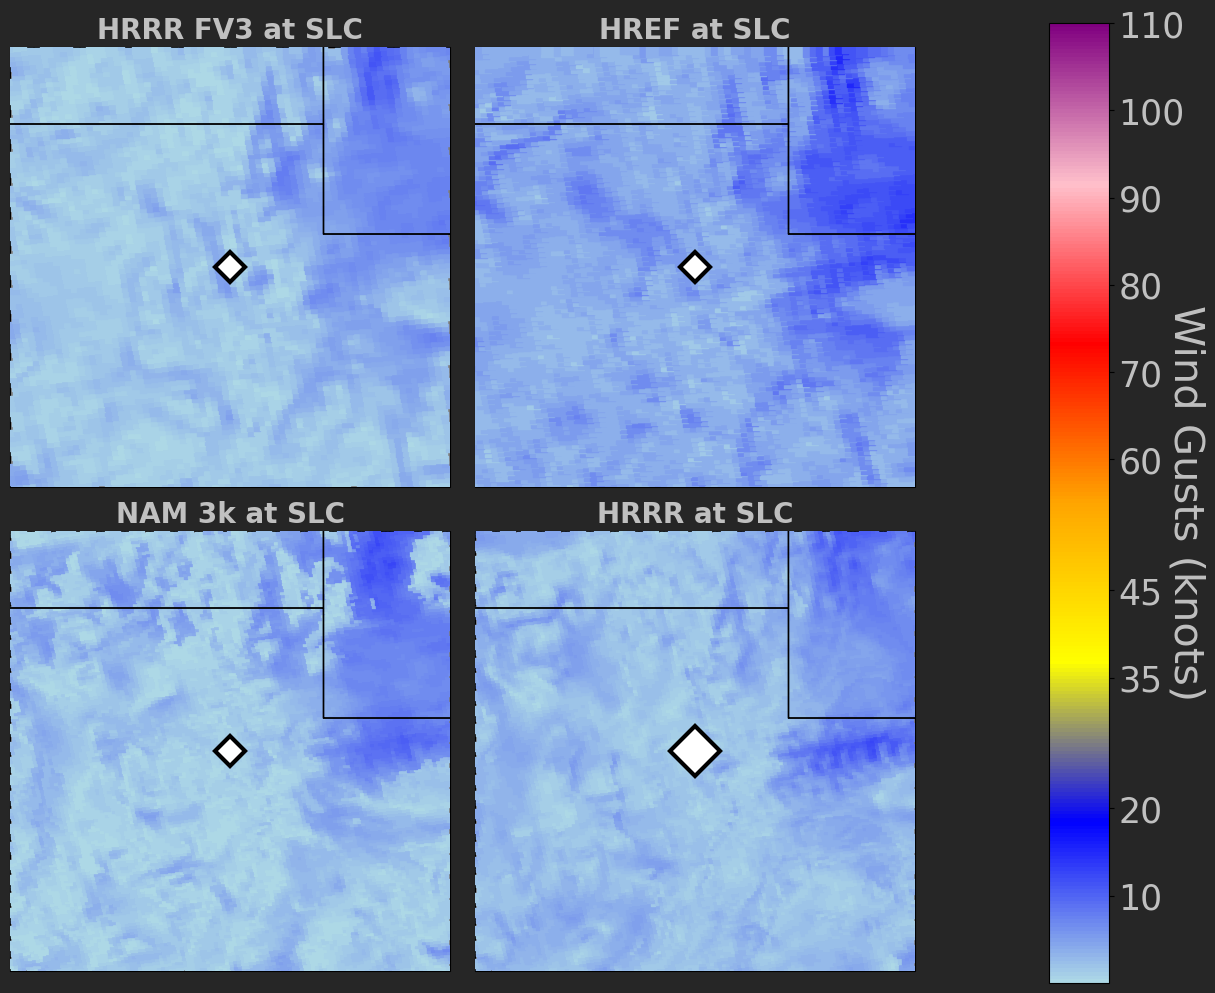 HRRR FV3 at SLC
HREF at SLC
NAM 3k at SLC
HRRR at SLC
110
100
90
80
70
60
45
35
20
10
Wind Gusts (knots)